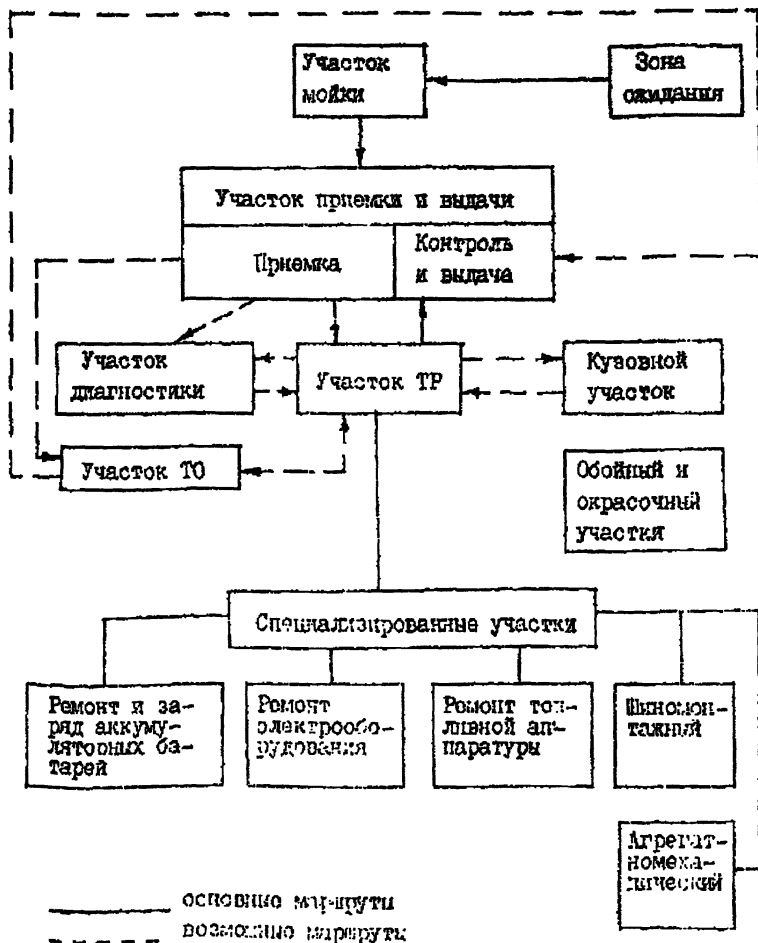 Участок
мойки
Зона
ожидания
Участок приемки и выдачи
Приемка
Контроль
и выдача
Участок
диагностики
Участок ТР
Кузовной
участок
Участок ТО
Обойный и
окрасочный
участки
Специализированные участки
Ремонт и за-
ряд аккуму-
ляторных ба-
тарей
Ремонт
электрообо-
рудования
Ремонт топ-
ливной ап-
паратуры
Шиномон-
тажный
Агрегат-
номеха-
нический
основные маршруты
возможные маршруты